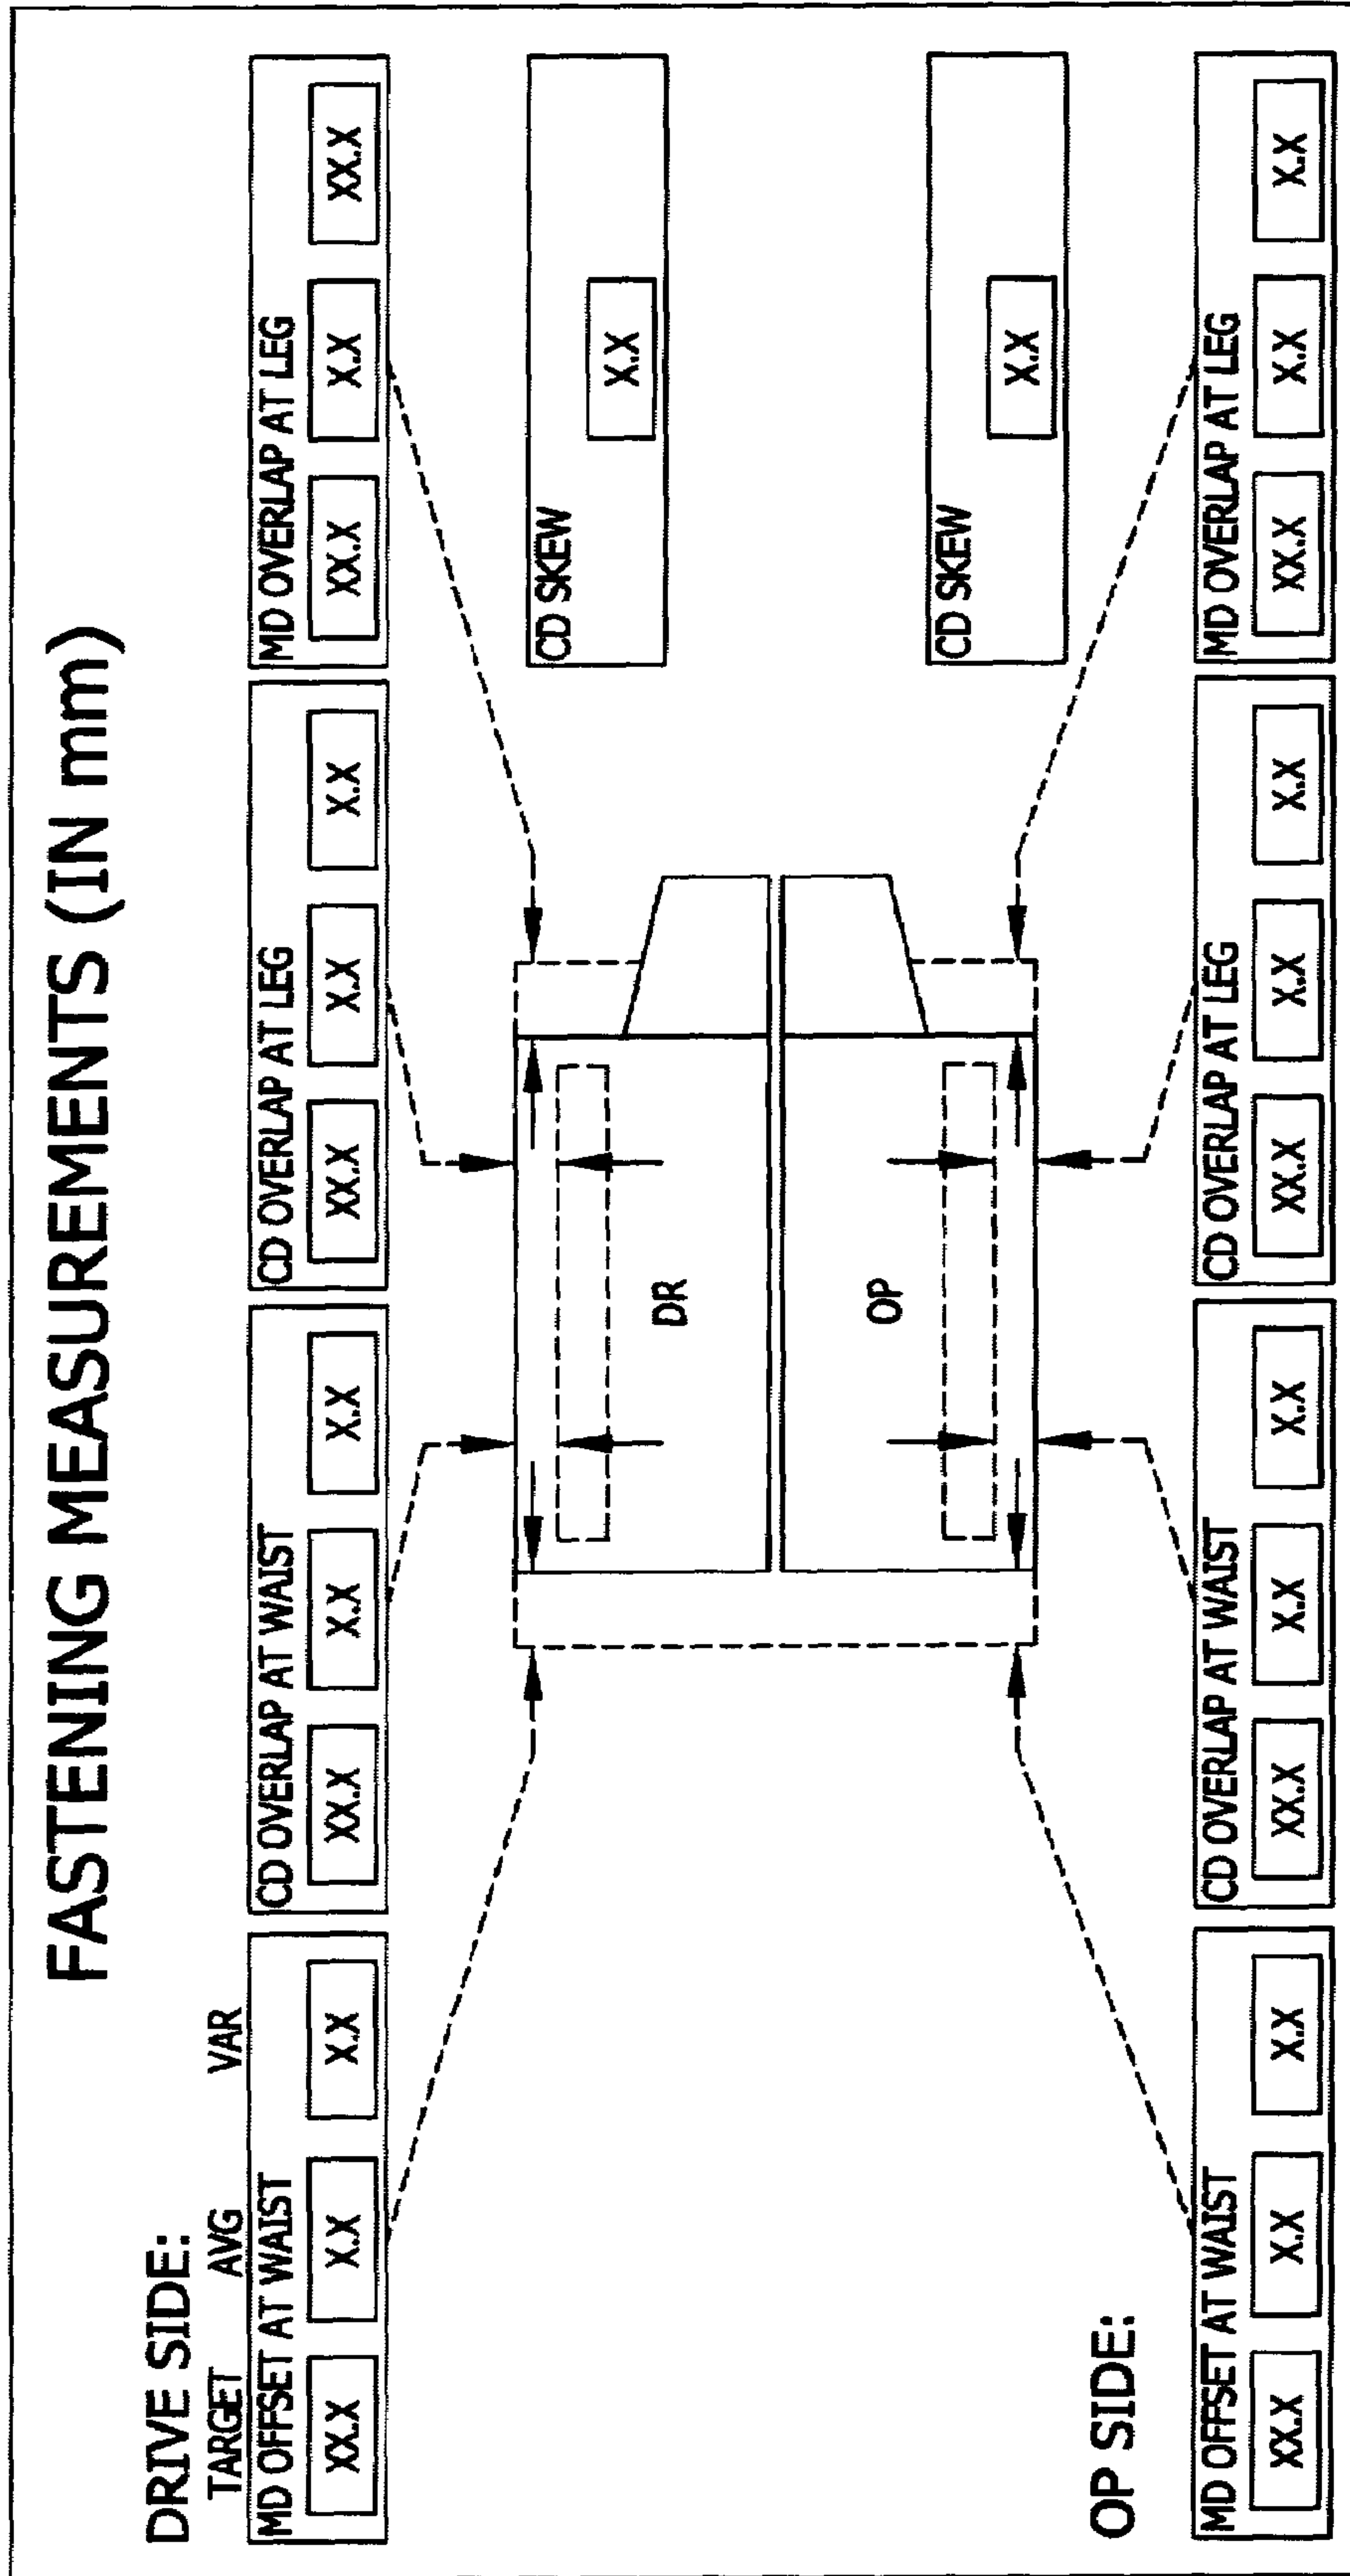 FASTENING MEASUREMENTS (IN mm)
DRIVE SIDE:
TARGET AVG VAR
MD OFFSET AT WAIST CD OVERLAP AT WAIST CD OVERLAP AT LEG MD OVERLAP AT LEG
XX.X X.X X.X XX.X X.X X.X XX.X X.X X.X XX.X X.X XX.X
CD SKEW
X.X
DR
OP
CD SKEW
X.X
OP SIDE:
MD OFFSET AT WAIST CD OVERLAP AT WAIST CD OVERLAP AT LEG MD OVERLAP AT LEG
XX.X X.X X.X XX.X X.X X.X XX.X X.X X.X XX.X X.X X.X